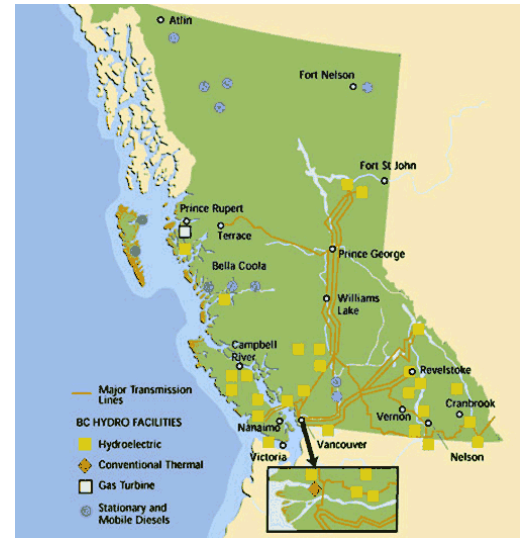 Atlin
Fort Nelson
Fort St John
Prince Rupert
Terrace
Prince George
Bella Coola
Williams
Lake
Campbell
River
Revelstoke
Major Transmission
Lines
Cranbrook
Vernon
BC HYDRO FACILITIES
Nanaimo
Hydroelectric
Vancouver
Nelson
Victoria
Conventional Thermal
Gas Turbine
Stationary and
Mobile Diesels